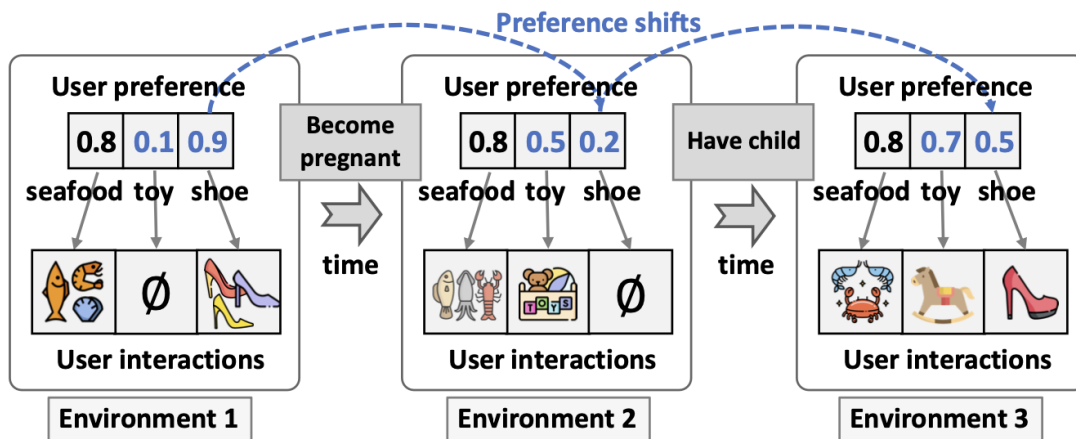 Preference shifts
User preference
0.8 0.1 0.9
seafood toy shoe
Ø
User interactions
Environment 1
Become
pregnant
time
User preference
0.8 0.5 0.2
seafood toy shoe
TOYS
Ø
User interactions
Environment 2
Have child
time
User preference
0.8 0.7 0.5
seafood toy shoe
User interactions
Environment 3